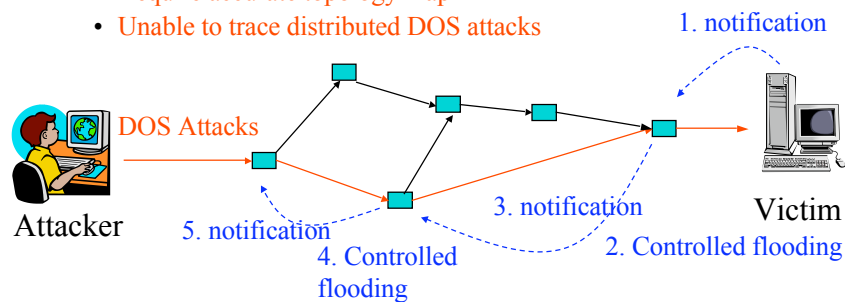 • Unable to trace distributed DOS attacks
1. notification
DOS Attacks
Attacker
5. notification
4. Controlled
flooding
3. notification
Victim
2. Controlled flooding